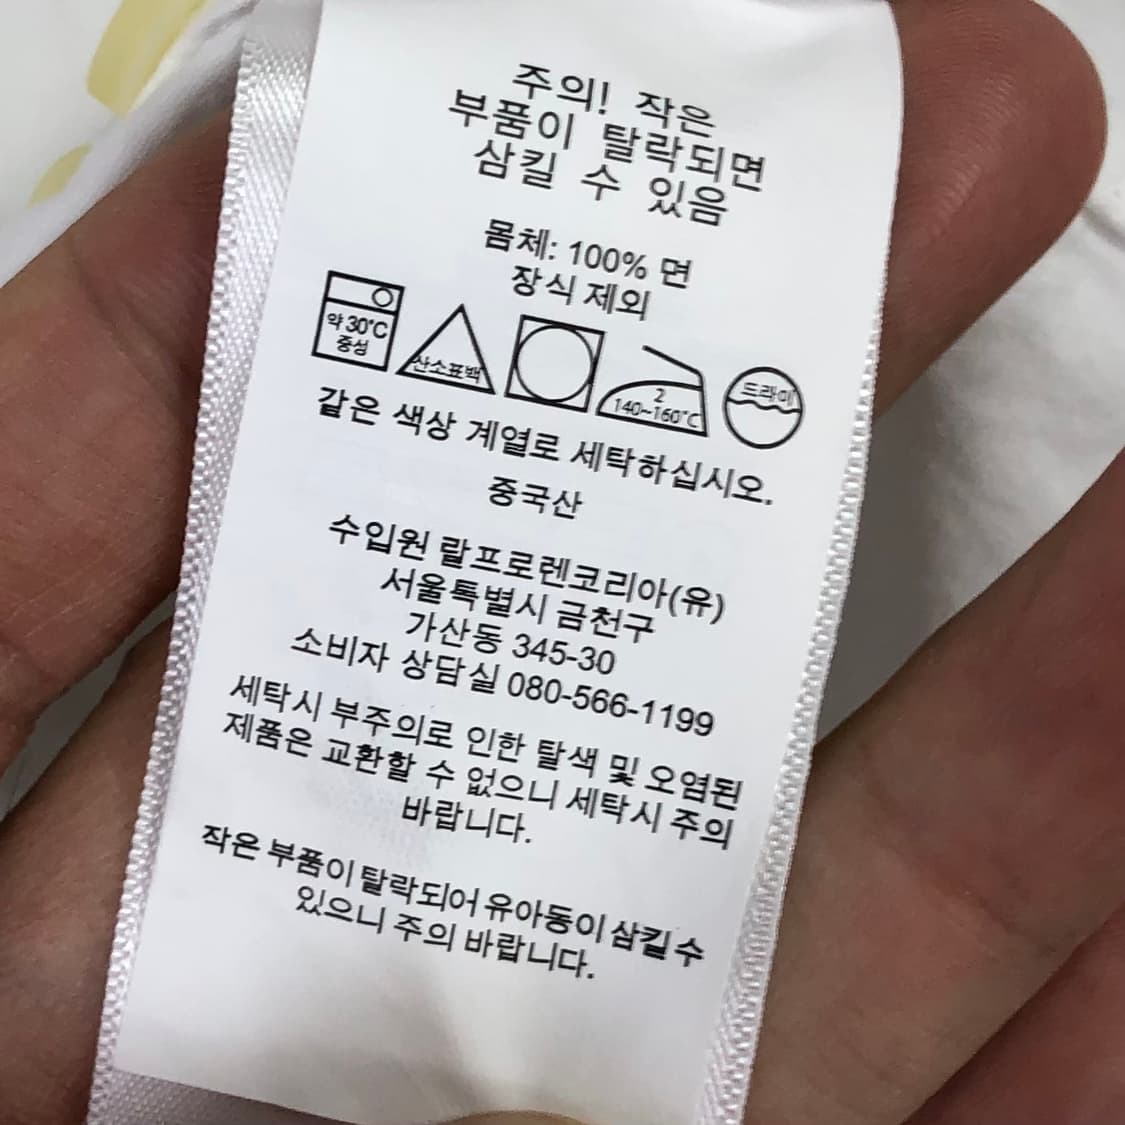 주의! 작은
부품이 탈락되면
삼킬 수 있음
몸체: 100% 면
장식 제외
약 30°C
중성
산소표백
2
140~160°C
드라이
같은 색상 계열로 세탁하십시오.
중국산
수입원 랄프로렌코리아(유)
서울특별시 금천구
가산동 345-30
소비자 상담실 080-566-1199
세탁시 부주의로 인한 탈색 및 오염된
제품은 교환할 수 없으니 세탁시 주의
바랍니다.
작은 부품이 탈락되어 유아동이 삼킬 수
있으니 주의 바랍니다.